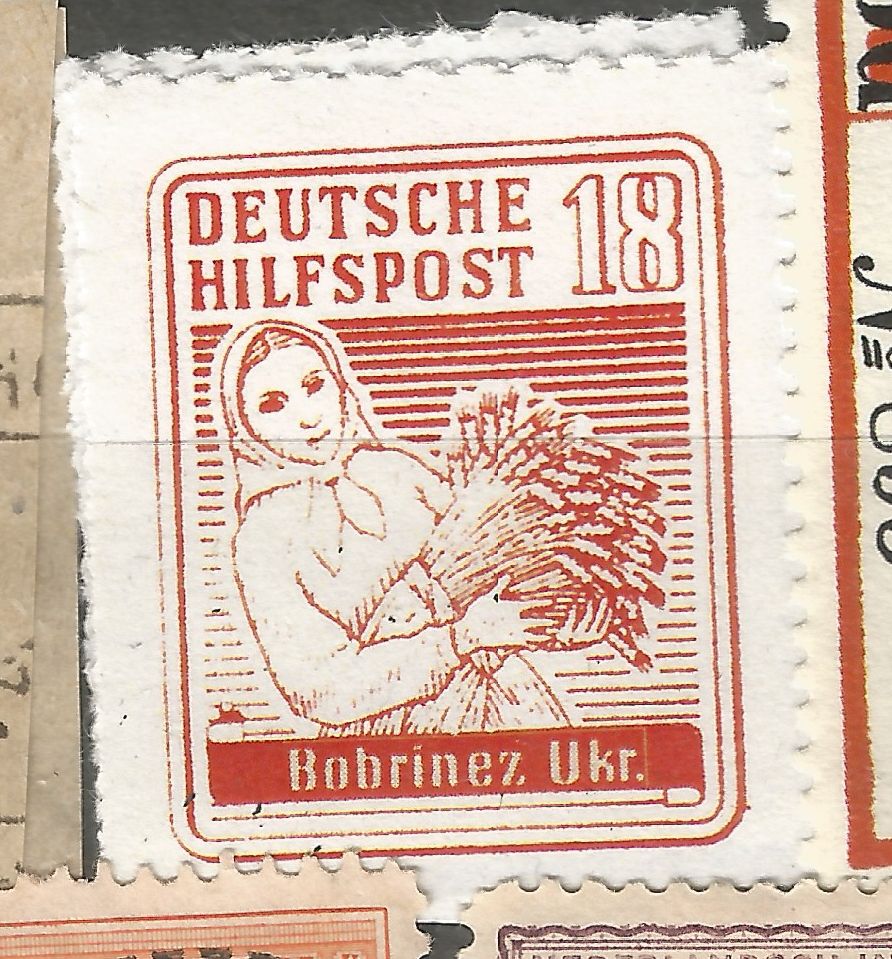 DEUTSCHE
HILFSPOST 18
Bobrinez Ukr.